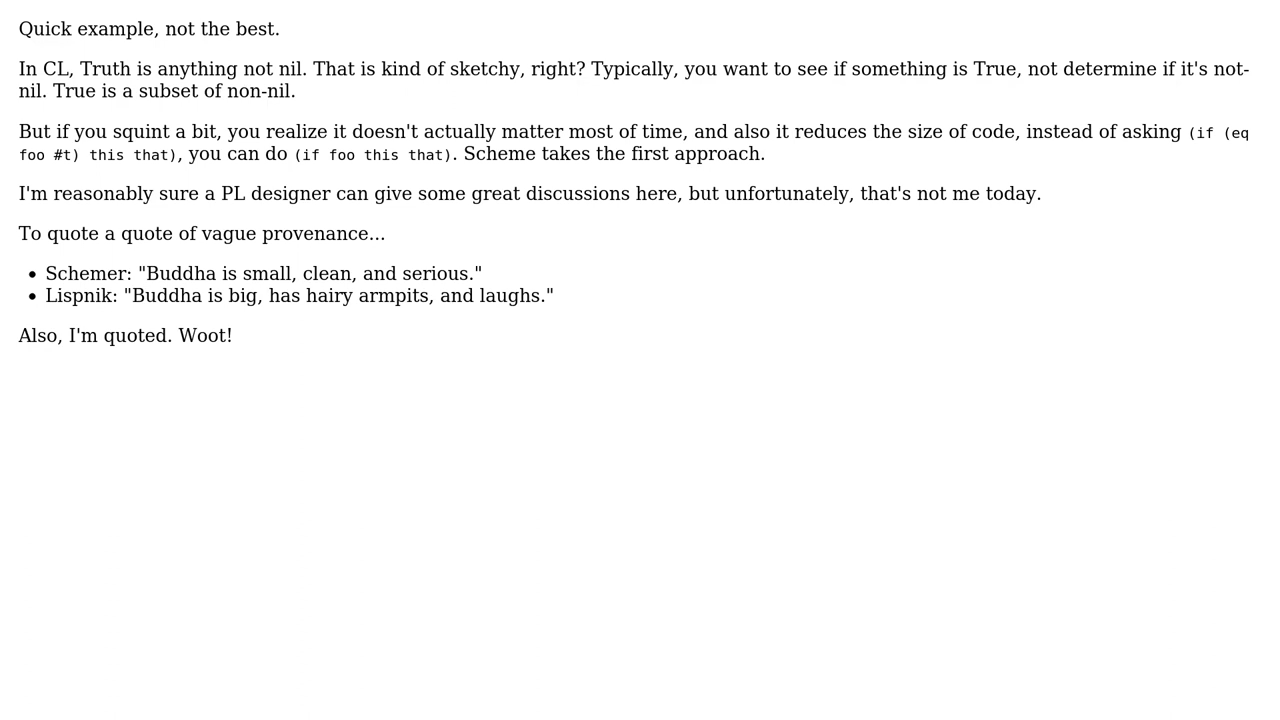 Quick example, not the best.
In CL, Truth is anything not nil. That is kind of sketchy, right? Typically, you want to see if something is True, not determine if it's not-
nil. True is a subset of non-nil.
But if you squint a bit, you realize it doesn't actually matter most of time, and also it reduces the size of code, instead of asking (if (eq
foo #t) this that), you can do (if foo this that). Scheme takes the first approach.
I'm reasonably sure a PL designer can give some great discussions here, but unfortunately, that's not me today.
To quote a quote of vague provenance...
• Schemer: "Buddha is small, clean, and serious."
• Lispnik: "Buddha is big, has hairy armpits, and laughs."
Also, I'm quoted. Woot!